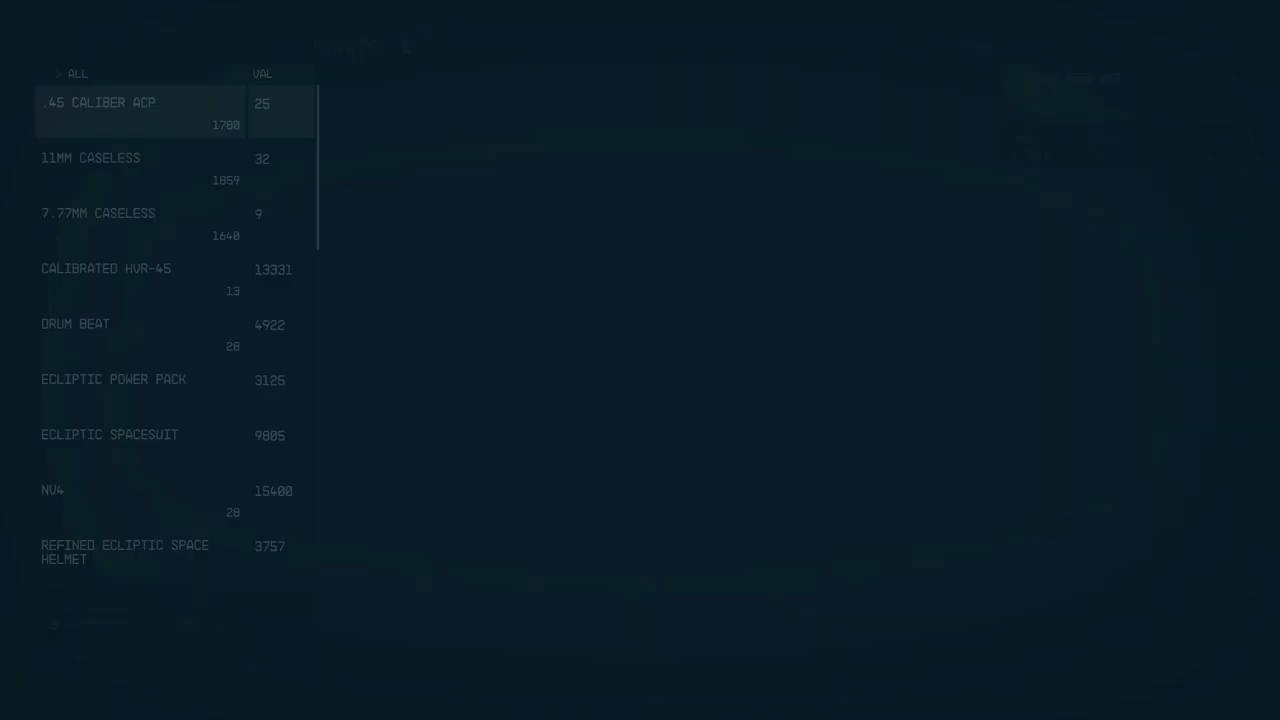 > ALL VAL
.45 CALIBER ACP 25
1780
11MM CASELESS 32
1859
7.77MM CASELESS 9
1640
CALIBRATED HVR-45 13331
13
DRUM BEAT 4922
28
ECLIPTIC POWER PACK 3125
ECLIPTIC SPACESUIT 9805
NV4 15400
28
REFINED ECLIPTIC SPACE 3757
HELMET